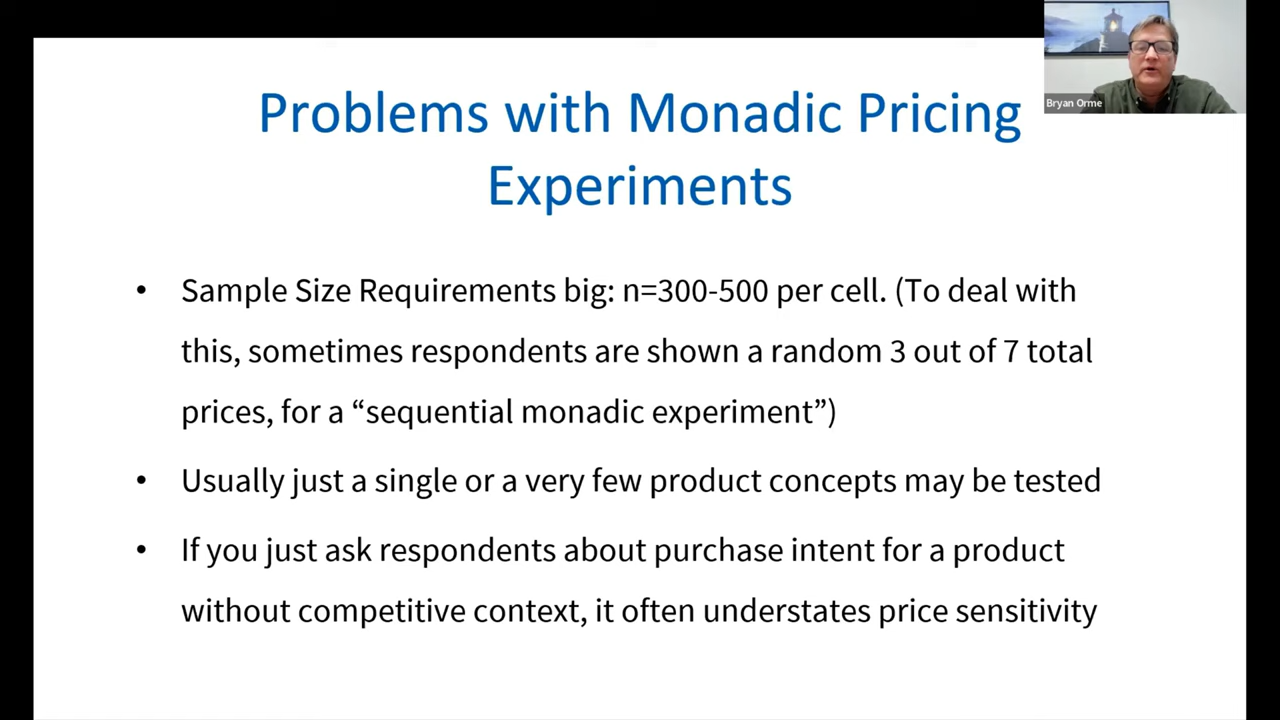 Problems with Monadic Pricing
Experiments
Bryan Orme
• Sample Size Requirements big: n=300-500 per cell. (To deal with
this, sometimes respondents are shown a random 3 out of 7 total
prices, for a “sequential monadic experiment”)
• Usually just a single or a very few product concepts may be tested
• If you just ask respondents about purchase intent for a product
without competitive context, it often understates price sensitivity